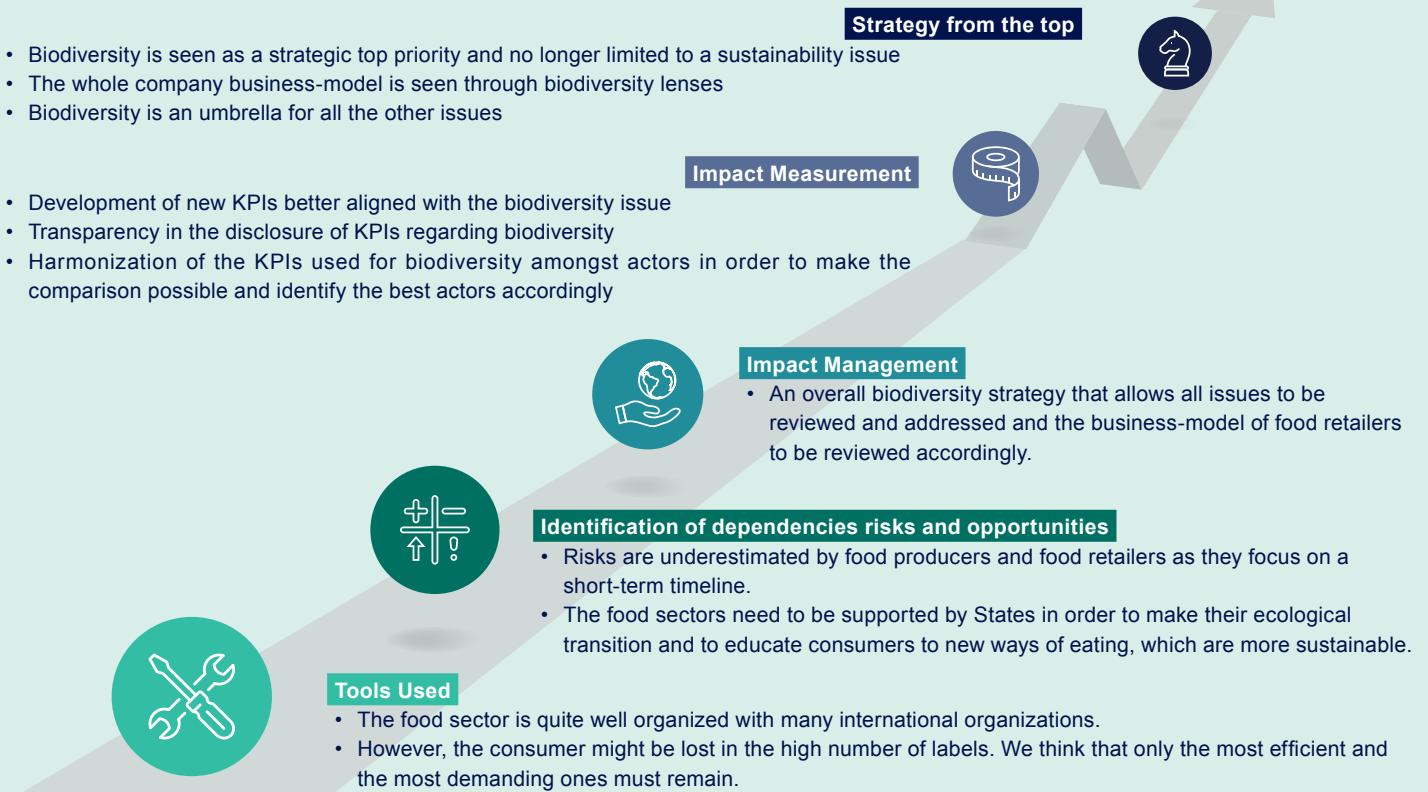 Strategy from the top
• Biodiversity is seen as a strategic top priority and no longer limited to a sustainability issue
• The whole company business-model is seen through biodiversity lenses
• Biodiversity is an umbrella for all the other issues
Impact Measurement
• Development of new KPIs better aligned with the biodiversity issue
• Transparency in the disclosure of KPIs regarding biodiversity
• Harmonization of the KPIs used for biodiversity amongst actors in order to make the
comparison possible and identify the best actors accordingly
Impact Management
• An overall biodiversity strategy that allows all issues to be
reviewed and addressed and the business-model of food retailers
to be reviewed accordingly.
Identification of dependencies risks and opportunities
• Risks are underestimated by food producers and food retailers as they focus on a
short-term timeline.
• The food sectors need to be supported by States in order to make their ecological
transition and to educate consumers to new ways of eating, which are more sustainable.
Tools Used
• The food sector is quite well organized with many international organizations.
• However, the consumer might be lost in the high number of labels. We think that only the most efficient and
the most demanding ones must remain.